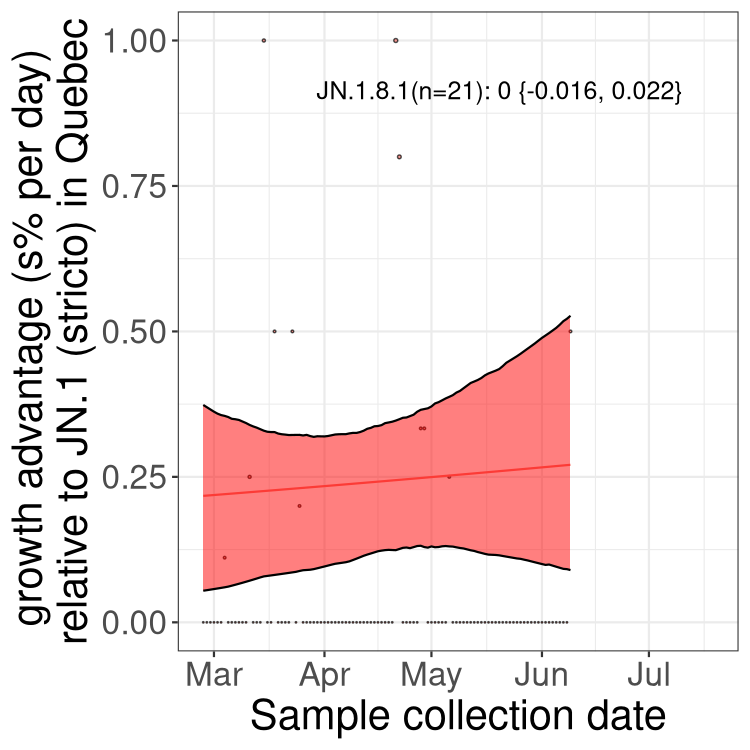 growth advantage (s% per day)
relative to JN.1 (stricto) in Quebec
1.00
0.75
0.50
0.25
0.00
JN.1.8.1(n=21): 0 {-0.016, 0.022}
Mar Apr May Jun Jul
Sample collection date